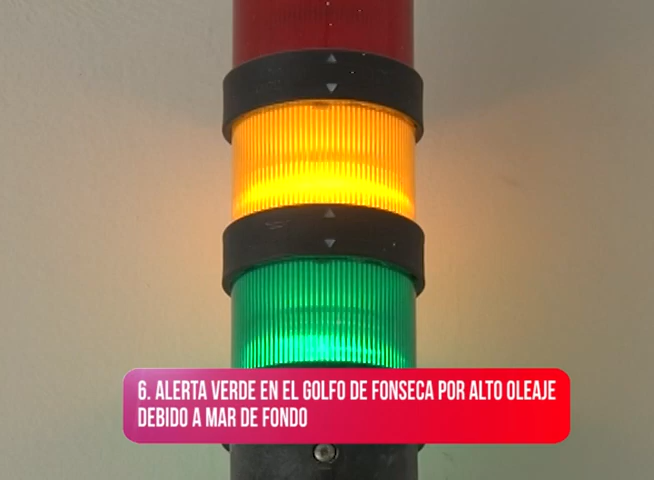 6. ALERTA VERDE EN EL GOLFO DE FONSECA POR ALTO OLEAJE
DEBIDO A MAR DE FONDO